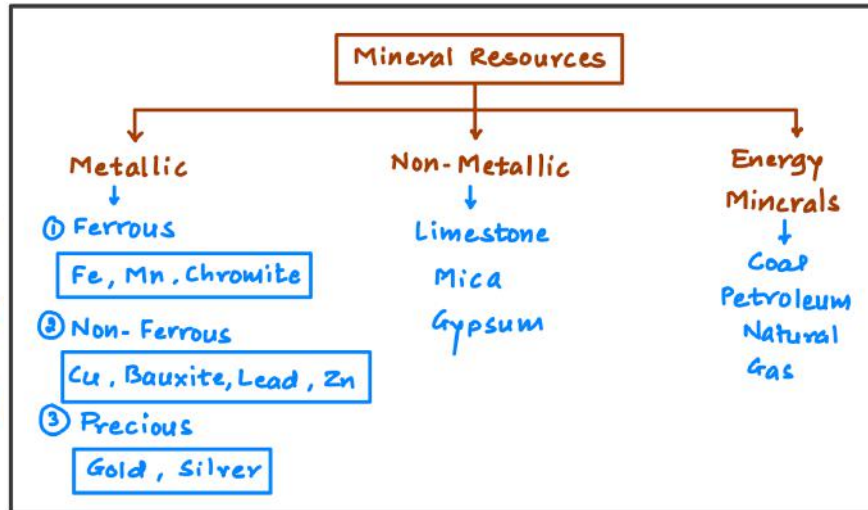 Mineral Resources
Metallic
① Ferrous
Fe, Mn, Chromite
② Non-Ferrous
Cu, Bauxite, Lead, Zn
③ Precious
Gold, Silver
Non-Metallic
Limestone
Mica
Gypsum
Energy
Minerals
Coal
Petroleum
Natural
Gas